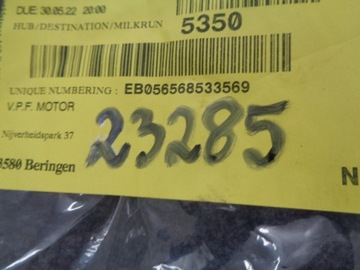 DUE: 30.05.22 20:00
HUB/DESTINATION/MILKRUN 5350
UNIQUE NUMBERING : EB056568533569
V.P.F. MOTOR
Nijverheidspark 37
3580 Beringen
23285
N